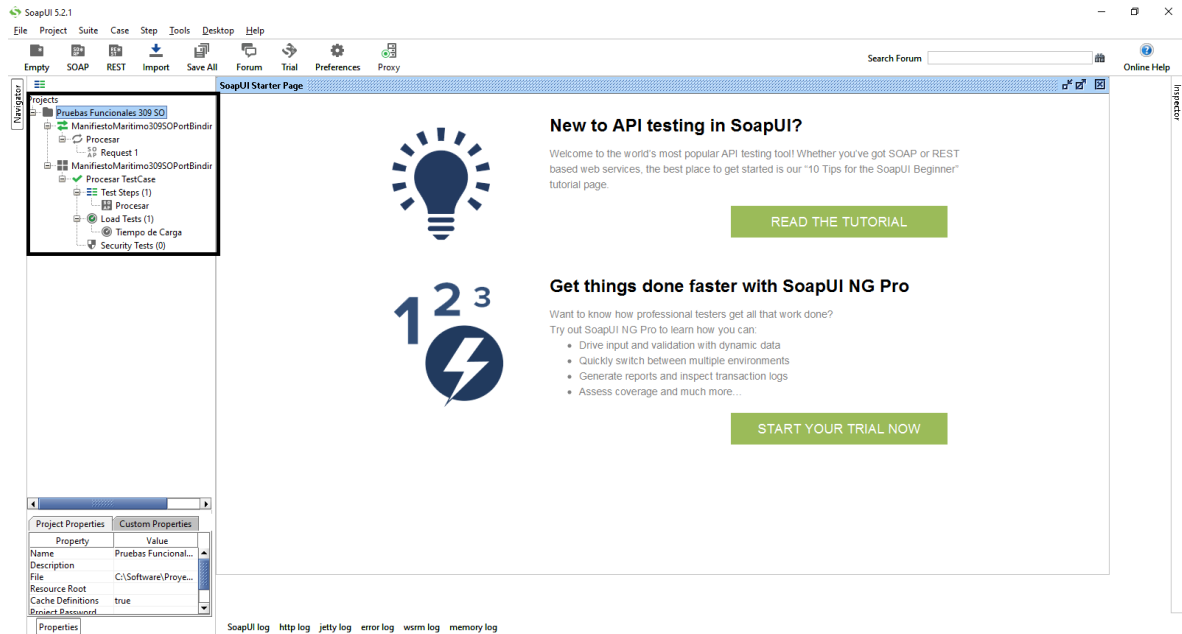 SoapUI 5.2.1
File Project Suite Case Step Tools Desktop Help
Empty SOAP REST Import Save All Forum Trial Preferences Proxy
Search Forum
Online Help
Navigator
Inspector
Projects
Pruebas Funcionales 309 SO
ManifiestoMaritimo309SOPortBindir
Procesar
SOAP Request 1
ManifiestoMaritimo309SOPortBindir
Procesar TestCase
Test Steps (1)
Procesar
Load Tests (1)
Tiempo de Carga
Security Tests (0)
SoapUI Starter Page
New to API testing in SoapUI?
Welcome to the world's most popular API testing tool! Whether you've got SOAP or REST
based web services, the best place to get started is our "10 Tips for the SoapUI Beginner"
tutorial page.
READ THE TUTORIAL
1 2 3
Get things done faster with SoapUI NG Pro
Want to know how professional testers get all that work done?
Try out SoapUI NG Pro to learn how you can:
• Drive input and validation with dynamic data
• Quickly switch between multiple environments
• Generate reports and inspect transaction logs
• Assess coverage and much more...
START YOUR TRIAL NOW
Project Properties Custom Properties
Property Value
Name Pruebas Funcional...
Description
File C:\Software\Proye...
Resource Root
Cache Definitions true
Project Password
Properties
SoapUI log http log jetty log error log wsrm log memory log